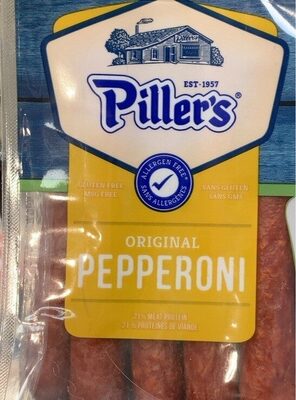 Piller's
EST·1957
Piller's®
ALLERGEN FREE*
SANS ALLERGÈNES
GLUTEN FREE
MSG FREE
SANS GLUTEN
SANS GMS
ORIGINAL
PEPPERONI
21% MEAT PROTEIN
21% PROTÉINES DE VIANDE